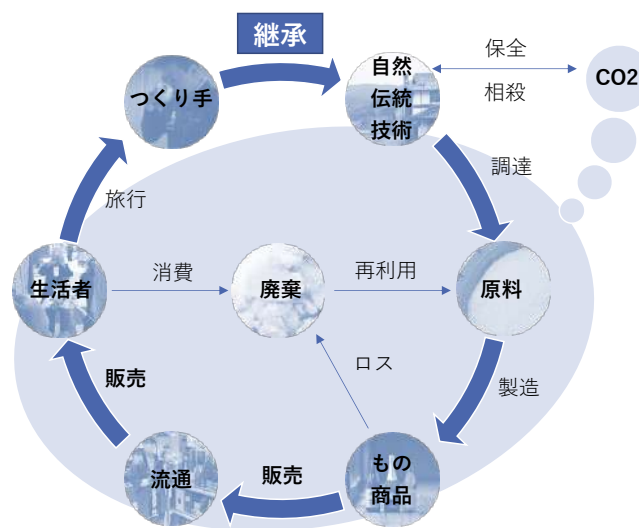 継承
つくり手
自然
伝統
技術
保全
相殺
CO2
調達
旅行
生活者
消費
廃棄
再利用
原料
ロス
製造
販売
もの
商品
販売
流通